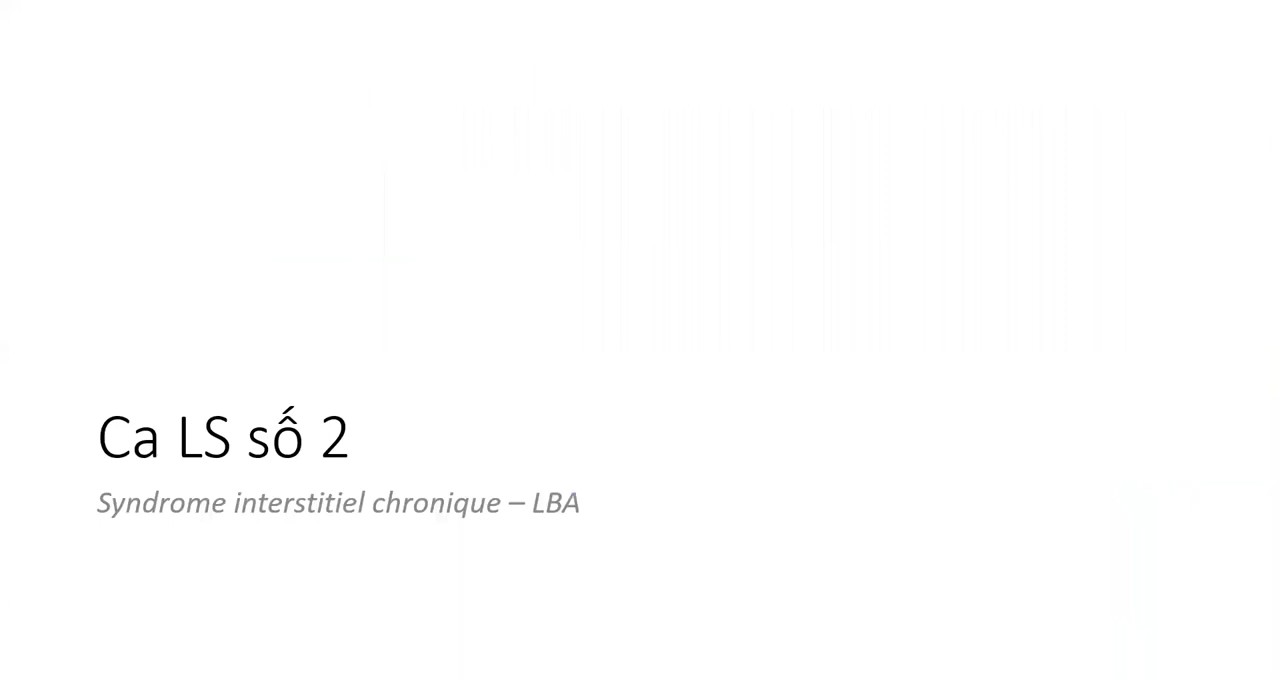 Ca LS số 2
Syndrome interstitiel chronique – LBA